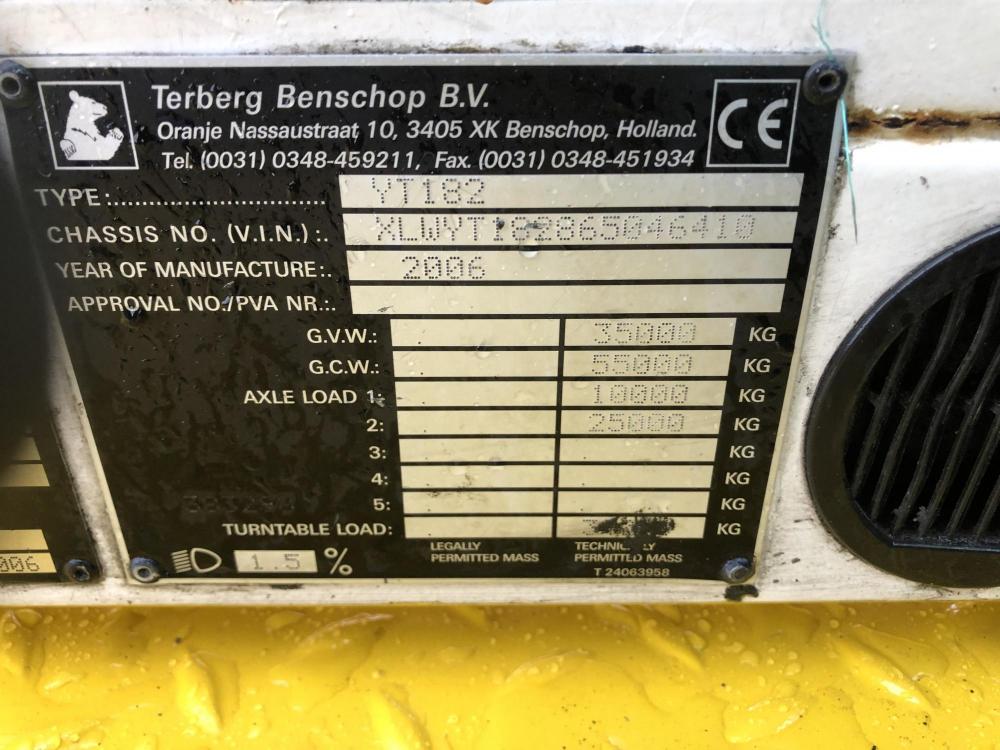 Terberg Benschop B.V.
Oranje Nassaustraat 10, 3405 XK Benschop, Holland.
Tel. (0031) 0348-459211, Fax. (0031) 0348-451934
CE
TYPE:................................ YT182
CHASSIS NO. (V.I.N.):. XLWYT182865046410
YEAR OF MANUFACTURE:. 2006
APPROVAL NO./PVA NR.:.
G.V.W.: 35000 KG
G.C.W.: 55000 KG
AXLE LOAD 1: 10000 KG
2: 25000 KG
3: KG
4: KG
5: KG
TURNTABLE LOAD: KG
LEGALLY PERMITTED MASS
TECHNICALLY PERMITTED MASS
1.5 %
T 24063958
006